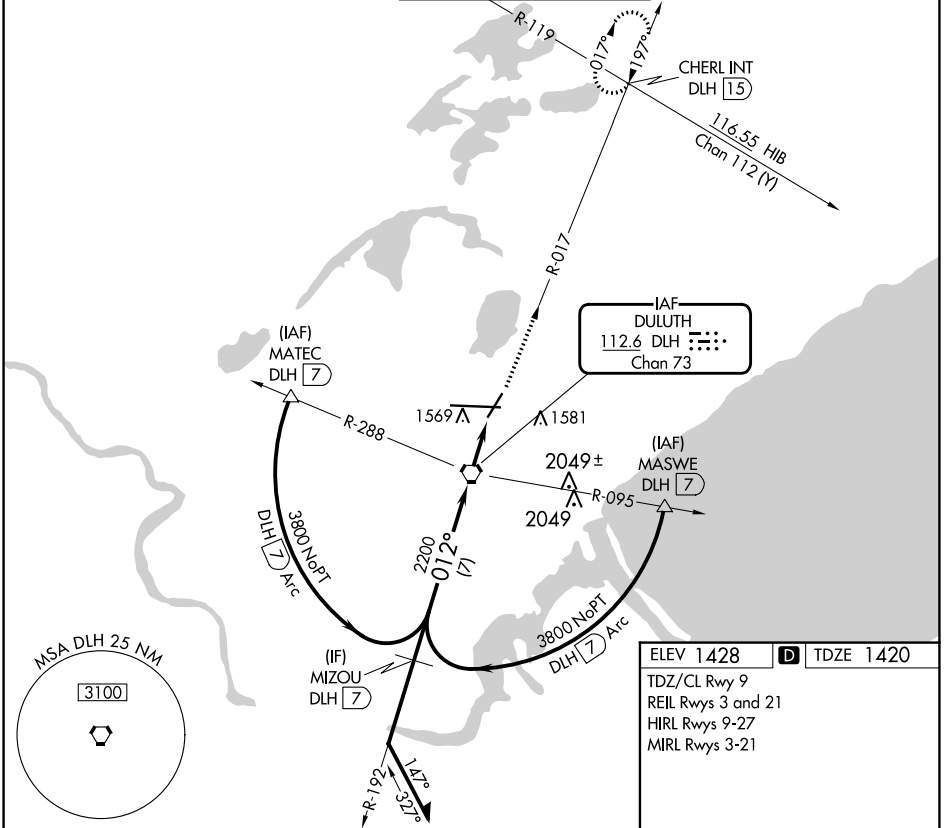 R-119
017°
197°
CHERL INT
DLH 15
116.55 HIB
Chan 112 (Y)
R-017
IAF
DULUTH
112.6 DLH
Chan 73
(IAF)
MATEC
DLH 7
1569
1581
R-288
(IAF)
MASWE
DLH 7
2049±
R-095
2049
3800 NoPT
DLH 7 Arc
2200
012°
(7)
3800 NoPT
DLH 7 Arc
(IF)
MIZOU
DLH 7
MSA DLH 25 NM
3100
R-192
147°
327°
ELEV 1428 D TDZE 1420
TDZ/CL Rwy 9
REIL Rwys 3 and 21
HIRL Rwys 9-27
MIRL Rwys 3-21